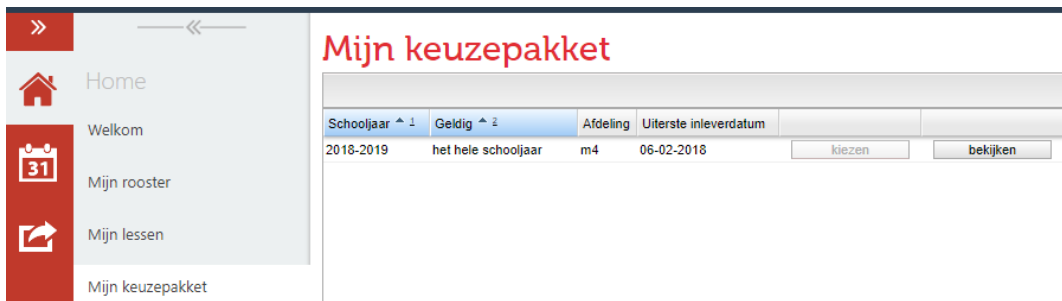 Mijn keuzepakket
Home
Welkom
31
Mijn rooster
Mijn lessen
Mijn keuzepakket
Schooljaar 1 Geldig 2 Afdeling Uiterste inleverdatum
2018-2019 het hele schooljaar m4 06-02-2018 kiezen bekijken